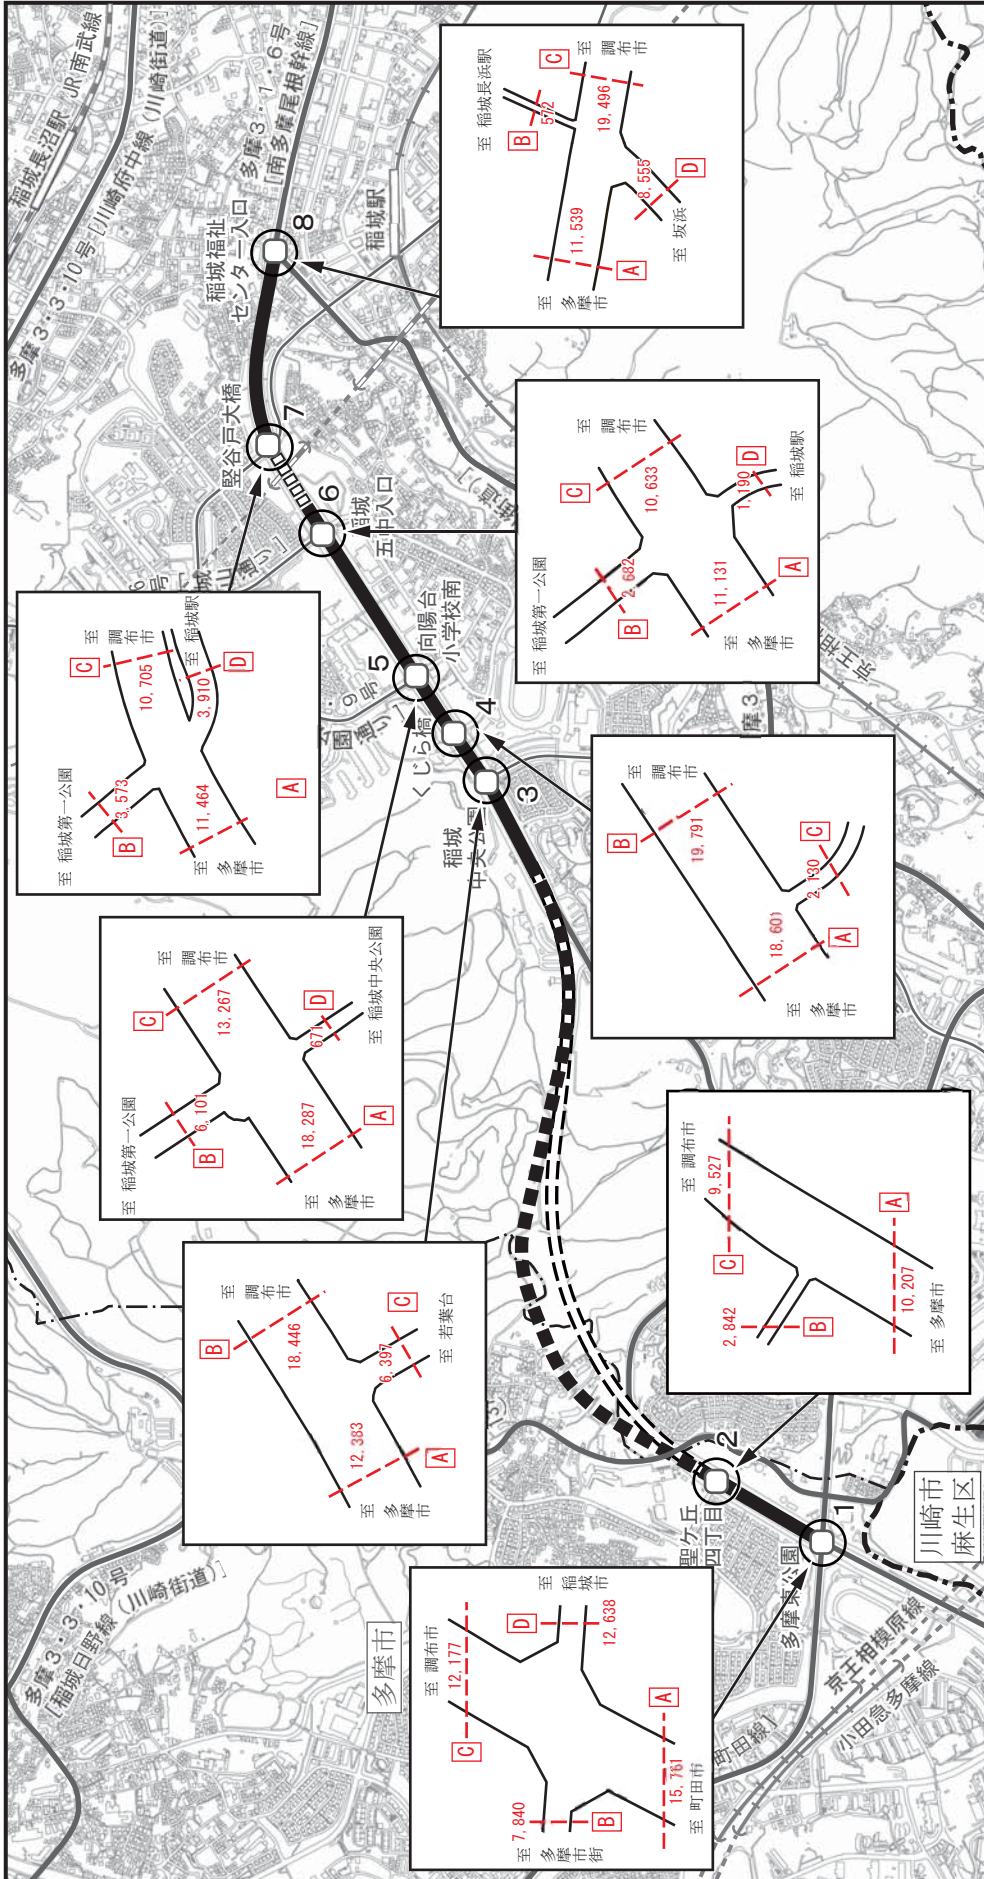 稲城長沼駅 JR南武線
多摩3・3・10号 [川崎府中線 (川崎街道)]
多摩3・1・6号
[南多摩尾根幹線]
稲城駅
稲城福祉
センター入口
8
竪谷戸大橋
7
6
稲城
五中入口
5
向陽台
小学校南
4
くじら橋
3
稲城
中央公園
2
聖ケ丘
四丁目
1
多摩東公園
川崎市
麻生区
多摩市
多摩3・3・10号
[稲城日野線 (川崎街道)]
町田線]
京王相模原線
小田急多摩線
至 稲城長浜駅
至 調布市
B
572
C
19,496
D
8,555
至 坂浜
A
11,539
至 多摩市
至 稲城第一公園
至 調布市
B
2,682
C
10,633
D
1,190
至 稲城駅
A
11,131
至 多摩市
至 稲城第一公園
至 調布市
B
3,573
C
10,705
D
3,910
至 稲城駅
A
11,464
至 多摩市
至 稲城第一公園
至 調布市
B
6,101
C
13,267
D
671
至 稲城中央公園
A
18,287
至 多摩市
至 調布市
B
19,791
C
2,130
A
18,601
至 多摩市
至 調布市
B
18,446
C
6,397
至 若葉台
A
12,383
至 多摩市
至 調布市
C
9,527
B
2,842
A
10,207
至 多摩市
至 調布市
C
12,177
D
12,638
至 稲城市
B
7,840
至 多摩市街
A
15,761
至 町田市